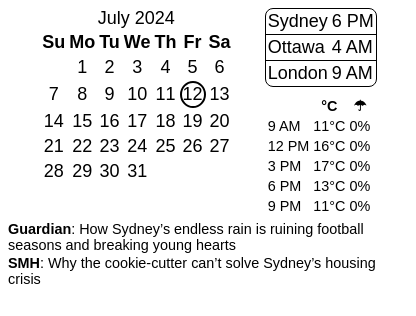 July 2024
Su Mo Tu We Th Fr Sa
1 2 3 4 5 6
7 8 9 10 11 12 13
14 15 16 17 18 19 20
21 22 23 24 25 26 27
28 29 30 31
Sydney 6 PM
Ottawa 4 AM
London 9 AM
°C ☂
9 AM 11°C 0%
12 PM 16°C 0%
3 PM 17°C 0%
6 PM 13°C 0%
9 PM 11°C 0%
Guardian: How Sydney’s endless rain is ruining football
seasons and breaking young hearts
SMH: Why the cookie-cutter can’t solve Sydney’s housing
crisis